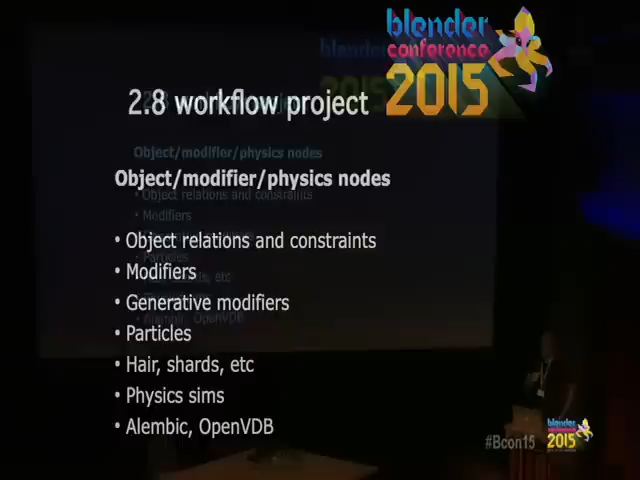 blender
conference
2015
2.8 workflow project
Object/modifier/physics nodes
• Object relations and constraints
• Modifiers
• Generative modifiers
• Particles
• Hair, shards, etc
• Physics sims
• Alembic, OpenVDB
blender
2015
Object/modifier/physics nodes
• Object relations and constraints
• Modifiers
#Bcon15
blender
2015